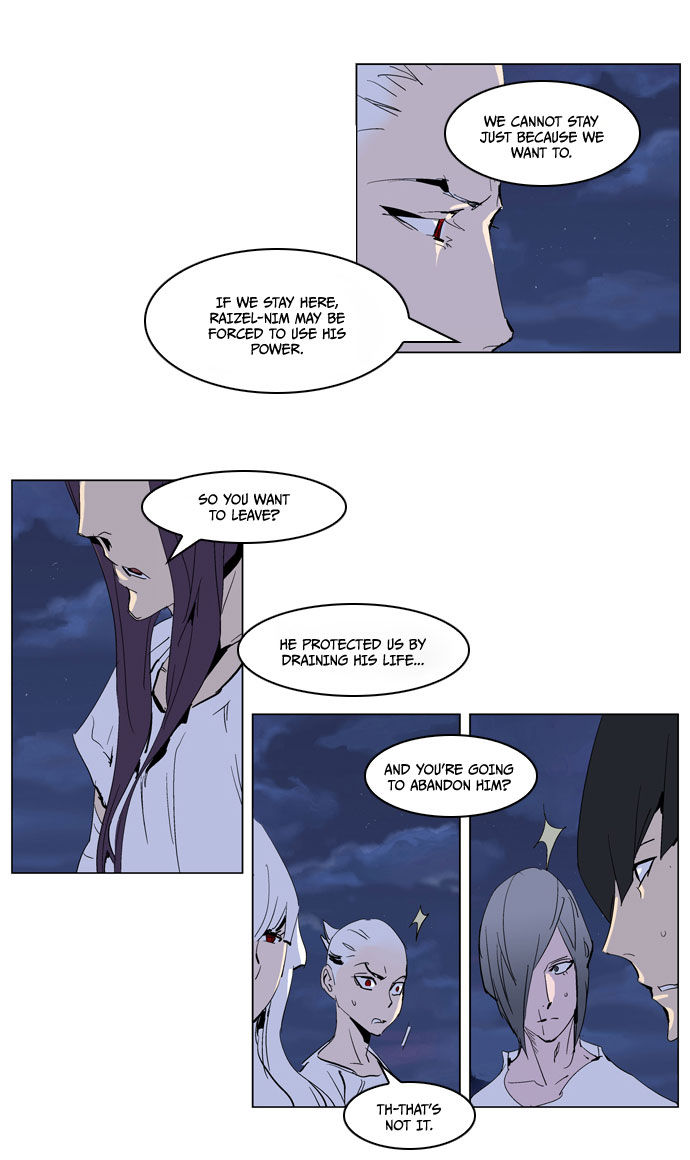 WE CANNOT STAY
JUST BECAUSE WE
WANT TO.
IF WE STAY HERE,
RAIZEL-NIM MAY BE
FORCED TO USE HIS
POWER.
SO YOU WANT
TO LEAVE?
HE PROTECTED US BY
DRAINING HIS LIFE...
AND YOU'RE GOING
TO ABANDON HIM?
TH-THAT'S
NOT IT.